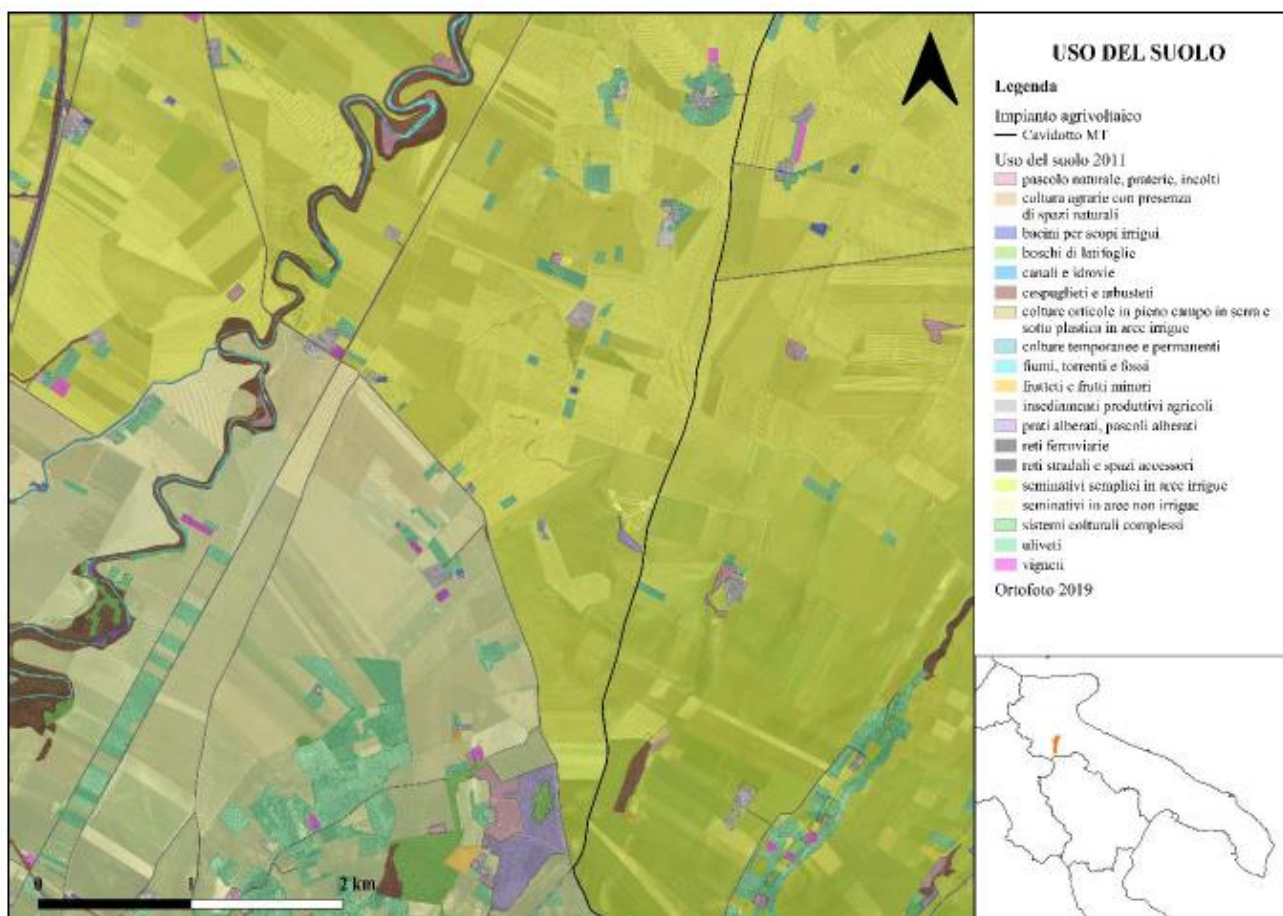 USO DEL SUOLO
Legenda
Impianto agrivoltaico
Cavidotto MT
Uso del suolo 2011
pascolo naturale, praterie, incolti
cultura agrarie con presenza
di spazi naturali
bacini per scopi irrigui
boschi di latifoglie
canali e idrovie
cespuglieti e arbusteti
colture orticole in pieno campo in serra e
sotto plastica in aree irrigue
colture temporanee e permanenti
fiumi, torrenti e fossi
frutteti e frutti minori
insediamenti produttivi agricoli
prati alberati, pascoli alberati
reti ferroviarie
reti stradali e spazi accessori
seminativi semplici in aree irrigue
seminativi in aree non irrigue
sistemi colturali complessi
uliveti
vigneti
Ortofoto 2019
0 1 2 km